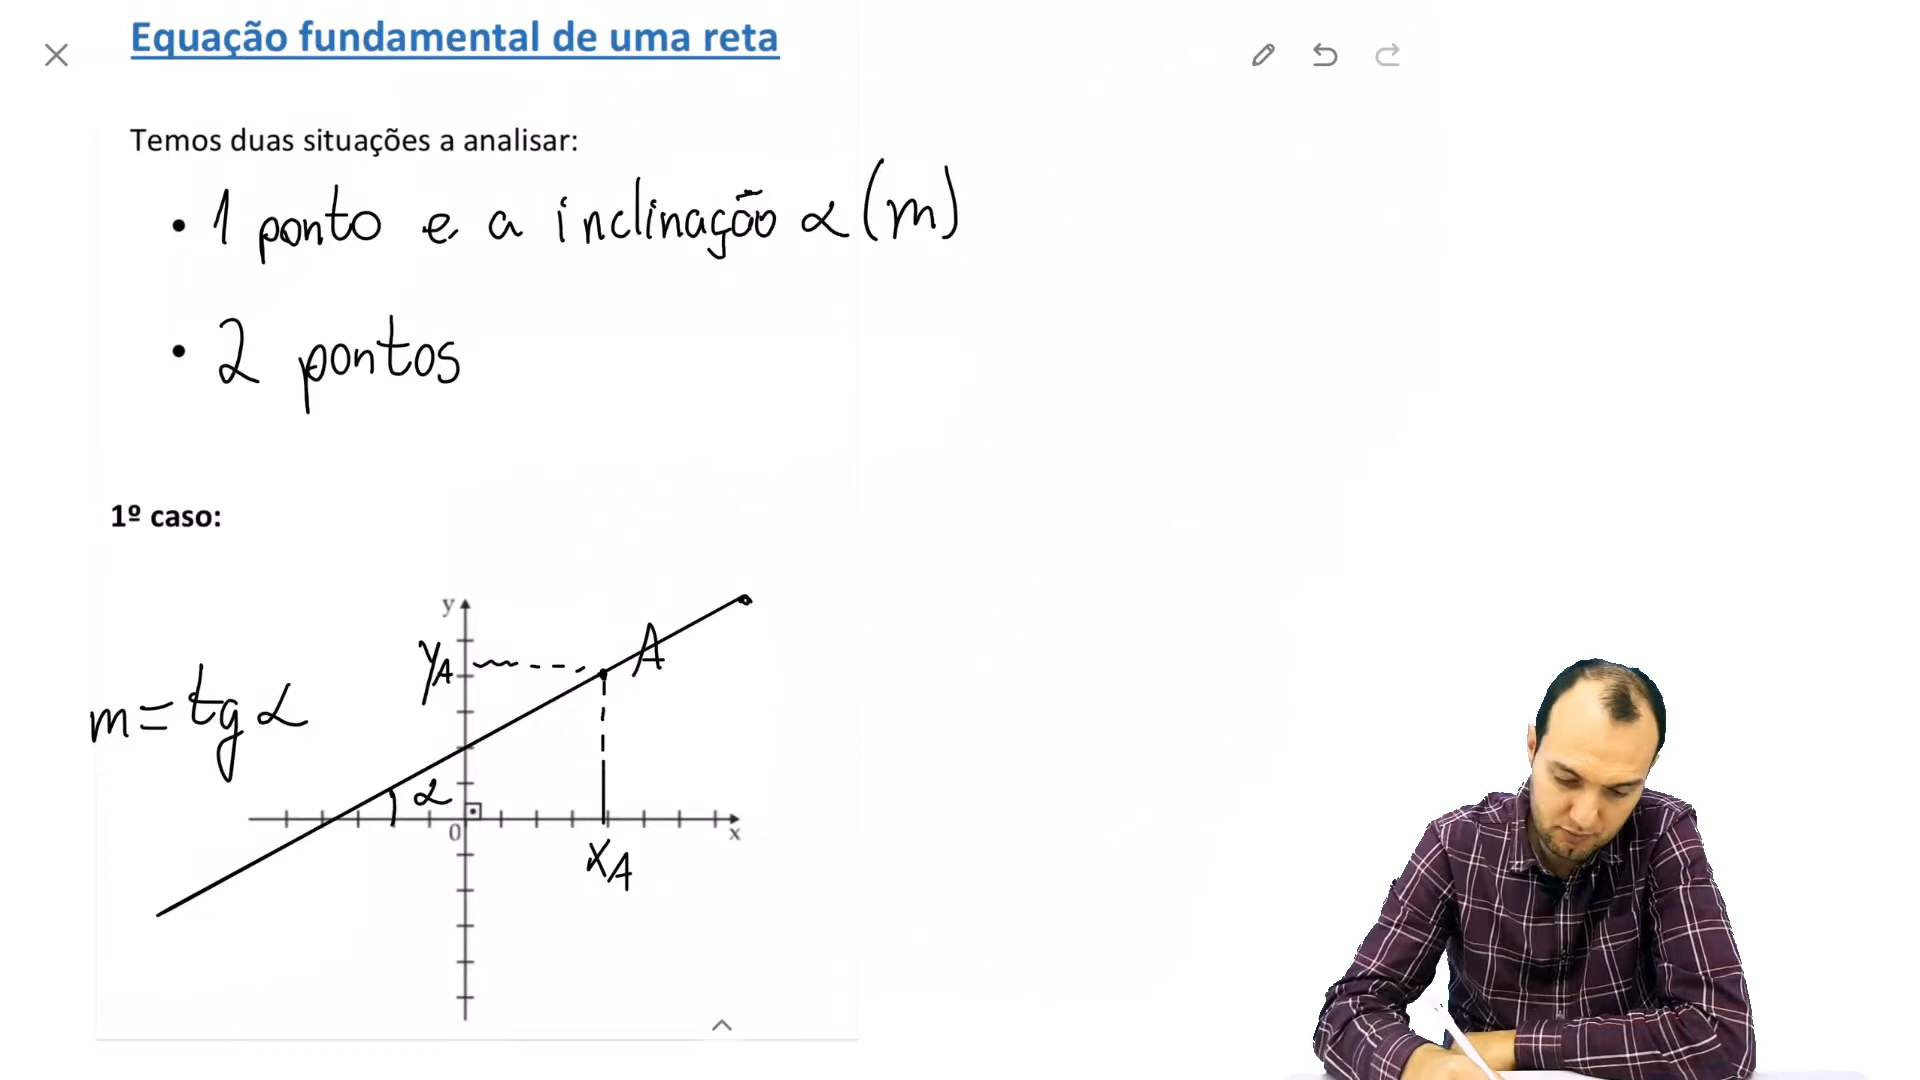 Equação fundamental de uma reta
Temos duas situações a analisar:
• 1 ponto e a inclinação α (m)
• 2 pontos
1º caso:
y
yA
A
m = tg α
α
0
x
xA